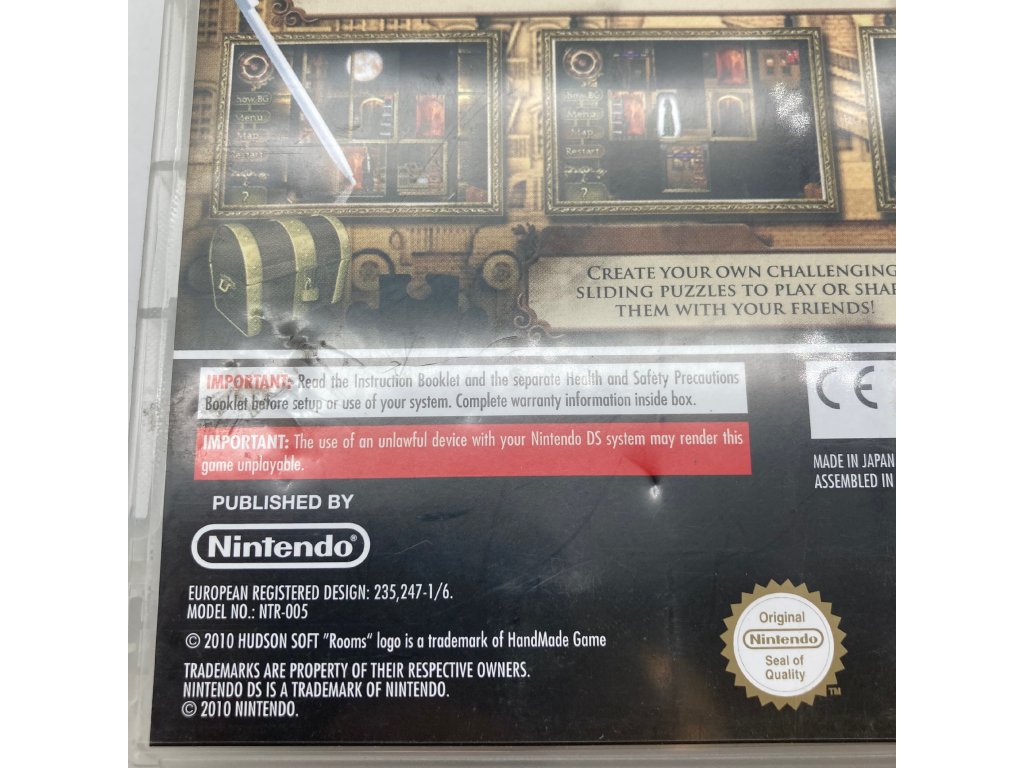 Show BG
Menu
Map
Restart
?
Show BG
Menu
Map
Restart
?
CREATE YOUR OWN CHALLENGING
SLIDING PUZZLES TO PLAY OR SHAR
THEM WITH YOUR FRIENDS!
IMPORTANT: Read the Instruction Booklet and the separate Health and Safety Precautions
Booklet before setup or use of your system. Complete warranty information inside box.
IMPORTANT: The use of an unlawful device with your Nintendo DS system may render this
game unplayable.
CE
MADE IN JAPAN
ASSEMBLED IN
PUBLISHED BY
Nintendo®
EUROPEAN REGISTERED DESIGN: 235,247-1/6.
MODEL NO.: NTR-005
© 2010 HUDSON SOFT "Rooms" logo is a trademark of HandMade Game
TRADEMARKS ARE PROPERTY OF THEIR RESPECTIVE OWNERS.
NINTENDO DS IS A TRADEMARK OF NINTENDO.
© 2010 NINTENDO.
Original
Nintendo
Seal of
Quality
TM